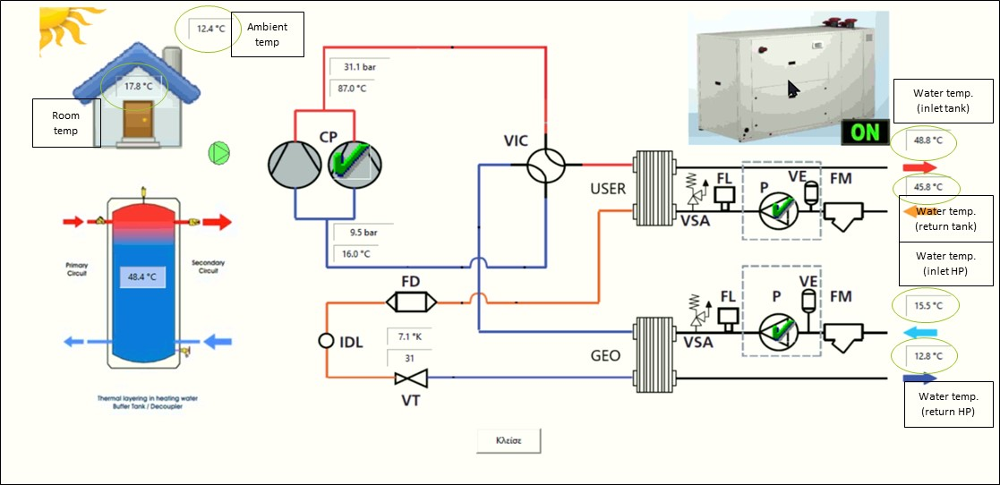 12.4 °C
Ambient
temp
17.8 °C
Room
temp
31.1 bar
87.0 °C
CP
VIC
9.5 bar
16.0 °C
USER
VSA
FL
P
VE
FM
ON
Water temp.
(inlet tank)
48.8 °C
45.8 °C
Water temp.
(return tank)
Water temp.
(inlet HP)
Primary
Circuit
Secondary
Circuit
48.4 °C
Thermal layering in heating water
Buffer Tank / Decoupler
FD
IDL
7.1 °K
31
VT
GEO
VSA
FL
P
VE
FM
15.5 °C
12.8 °C
Water temp.
(return HP)
Κλείσε